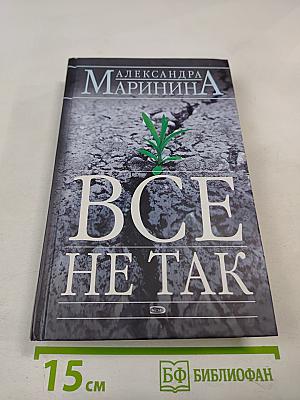 АЛЕКСАНДРА
МАРИНИНА
ВСЕ
НЕ ТАК
15 см
БФ БИБЛИОФАН